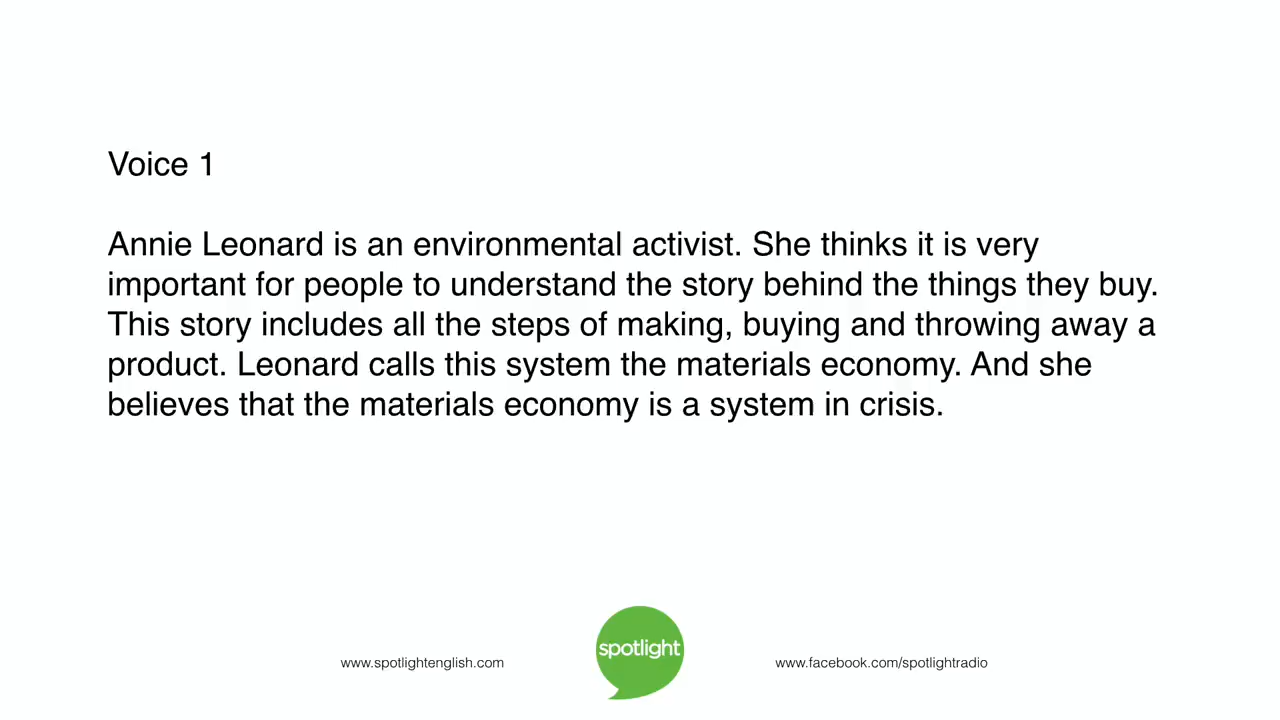 Voice 1
Annie Leonard is an environmental activist. She thinks it is very
important for people to understand the story behind the things they buy.
This story includes all the steps of making, buying and throwing away a
product. Leonard calls this system the materials economy. And she
believes that the materials economy is a system in crisis.
spotlight
www.spotlightenglish.com
www.facebook.com/spotlightradio